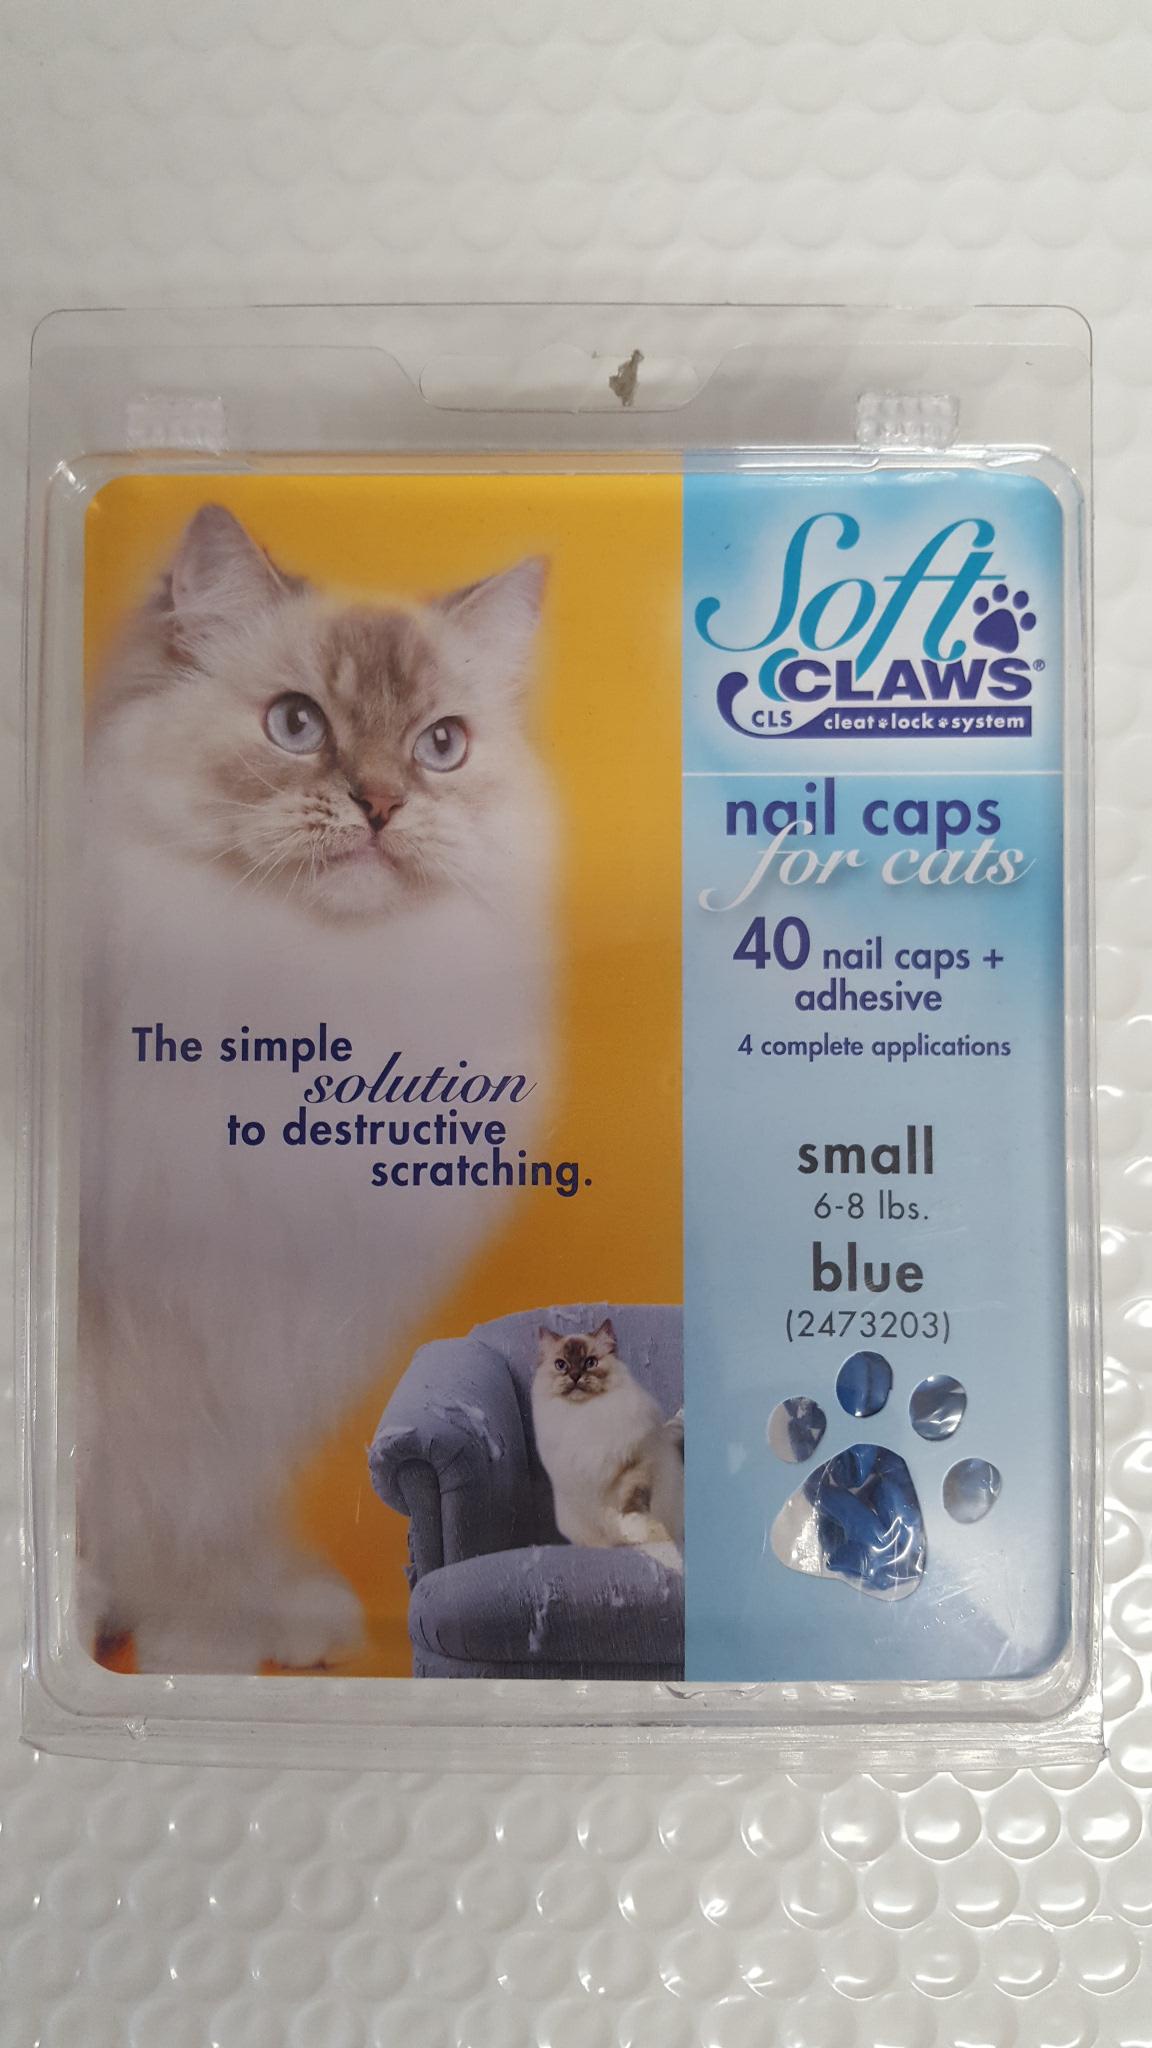 Soft
CLAWS®
CLS cleat lock system
nail caps
for cats
40 nail caps +
adhesive
4 complete applications
The simple
solution
to destructive
scratching.
small
6-8 lbs.
blue
(2473203)